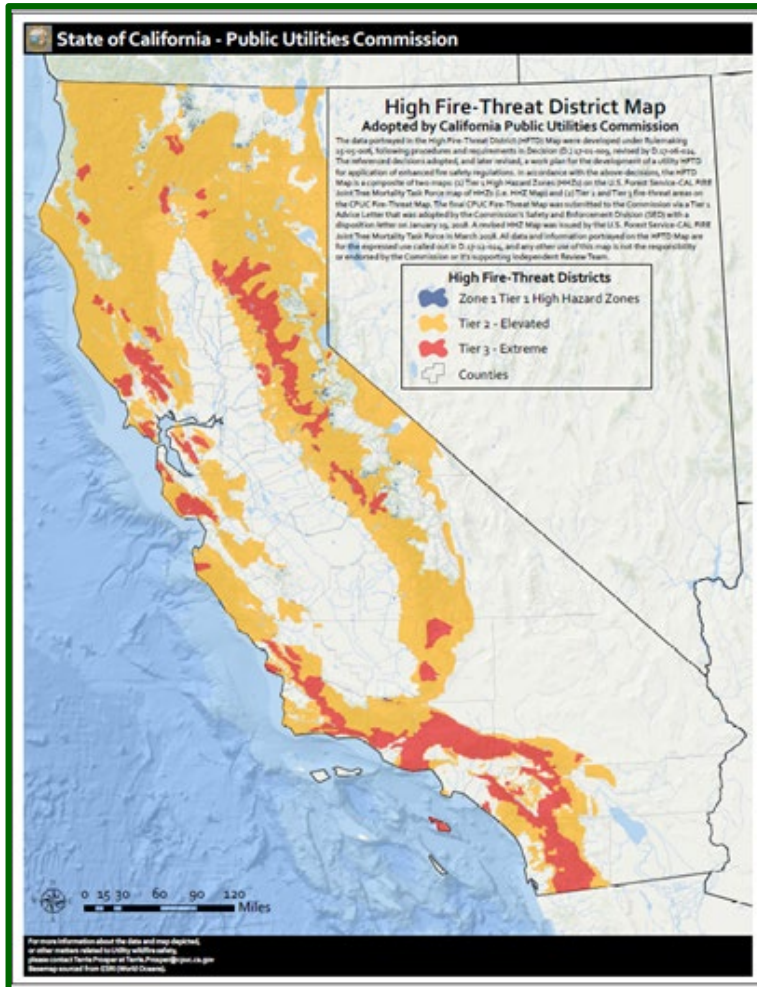 State of California - Public Utilities Commission
High Fire-Threat District Map
Adopted by California Public Utilities Commission
The data portrayed in the High Fire-Threat District (HFTD) Map were developed under Rulemaking
following procedures and requirements in Decision
The referenced decisions adopted, and later revised, a work plan for the development of a utility HFTD
for application of enhanced fire safety regulations. In accordance with the above decisions, the HFTD
Map is a composite of two maps: (1) Tier 1 High Hazard Zones (HHZs) on the U.S. Forest Service-CAL FIRE
Joint Tree Mortality Task Force map of HHZs (i.e. HHZ Map) and (2) Tier 2 and Tier 3 fire-threat areas on
the CPUC Fire-Threat Map. The final CPUC Fire-Threat Map was submitted to the Commission via a Tier 1
Advice Letter that was adopted by the Commission's Safety and Enforcement Division (SED) with a
disposition letter on January 19, 2018. A revised HHZ Map was issued by the U.S. Forest Service-CAL FIRE
Joint Tree Mortality Task Force in March 2018. All data and information portrayed on the HFTD Map are
for the expressed use called out in D.17-12-024, and any other use of this map is not the responsibility
or endorsed by the Commission or it's supporting Independent Review Team.
High Fire-Threat Districts
Zone 1 Tier 1 High Hazard Zones
Tier 2 - Elevated
Tier 3 - Extreme
Counties
0 15 30 60 90 120
Miles
For more information about the data and map depicted,
or other matters related to Utility wildfire safety,
please contact Terrie Prosper at Terrie.Prosper@cpuc.ca.gov
Basemap sourced from ESRI (World Oceans).